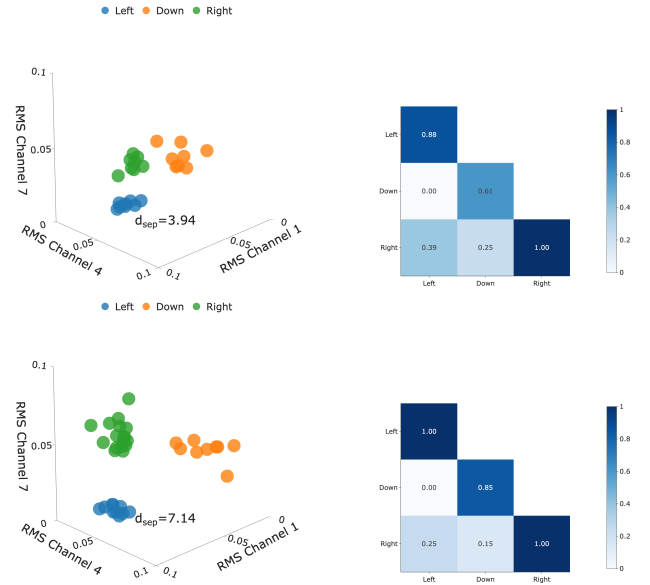 Left Down Right
0.1
RMS Channel 7
0.05
0
d_sep=3.94
RMS Channel 4
0.05
0.1
0.1
0.05
0
RMS Channel 1
Left
Down
Right
0.88
0.00 0.61
0.39 0.25 1.00
Left Down Right
1
0.8
0.6
0.4
0.2
0
Left Down Right
0.1
RMS Channel 7
0.05
0
d_sep=7.14
RMS Channel 4
0.05
0.1
0.1
0.05
0
RMS Channel 1
Left
Down
Right
1.00
0.00 0.85
0.25 0.15 1.00
Left Down Right
1
0.8
0.6
0.4
0.2
0